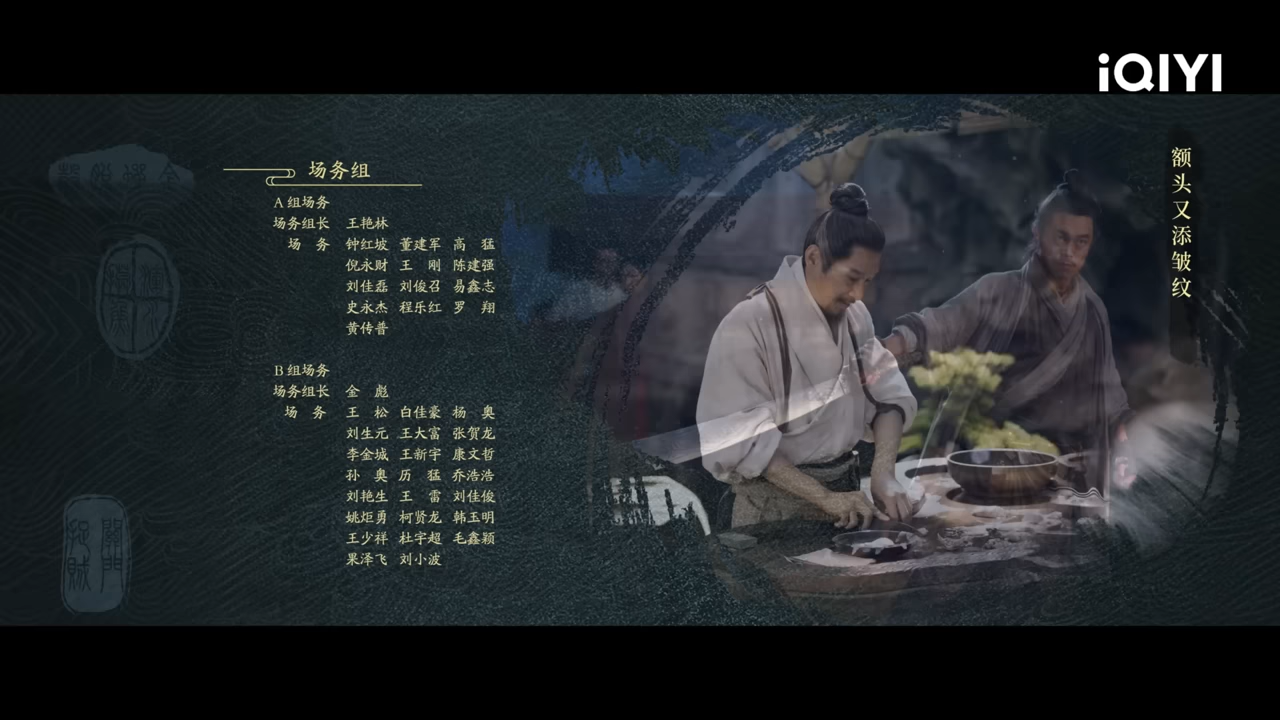 iQIYI
场务组
A 组场务
场务组长 王艳林
场 务 钟红坡 董建军 高 猛
倪永财 王 刚 陈建强
刘佳磊 刘俊召 易鑫志
史永杰 程乐红 罗 翔
黄传普
B 组场务
场务组长 金 彪
场 务 王 松 白佳豪 杨 奥
刘生元 王大富 张贺龙
李金城 王新宇 康文哲
孙 奥 历 猛 乔浩浩
刘艳生 王 雷 刘佳俊
姚炬勇 柯贤龙 韩玉明
王少祥 杜宇超 毛鑫颖
果泽飞 刘小波
额头又添皱纹